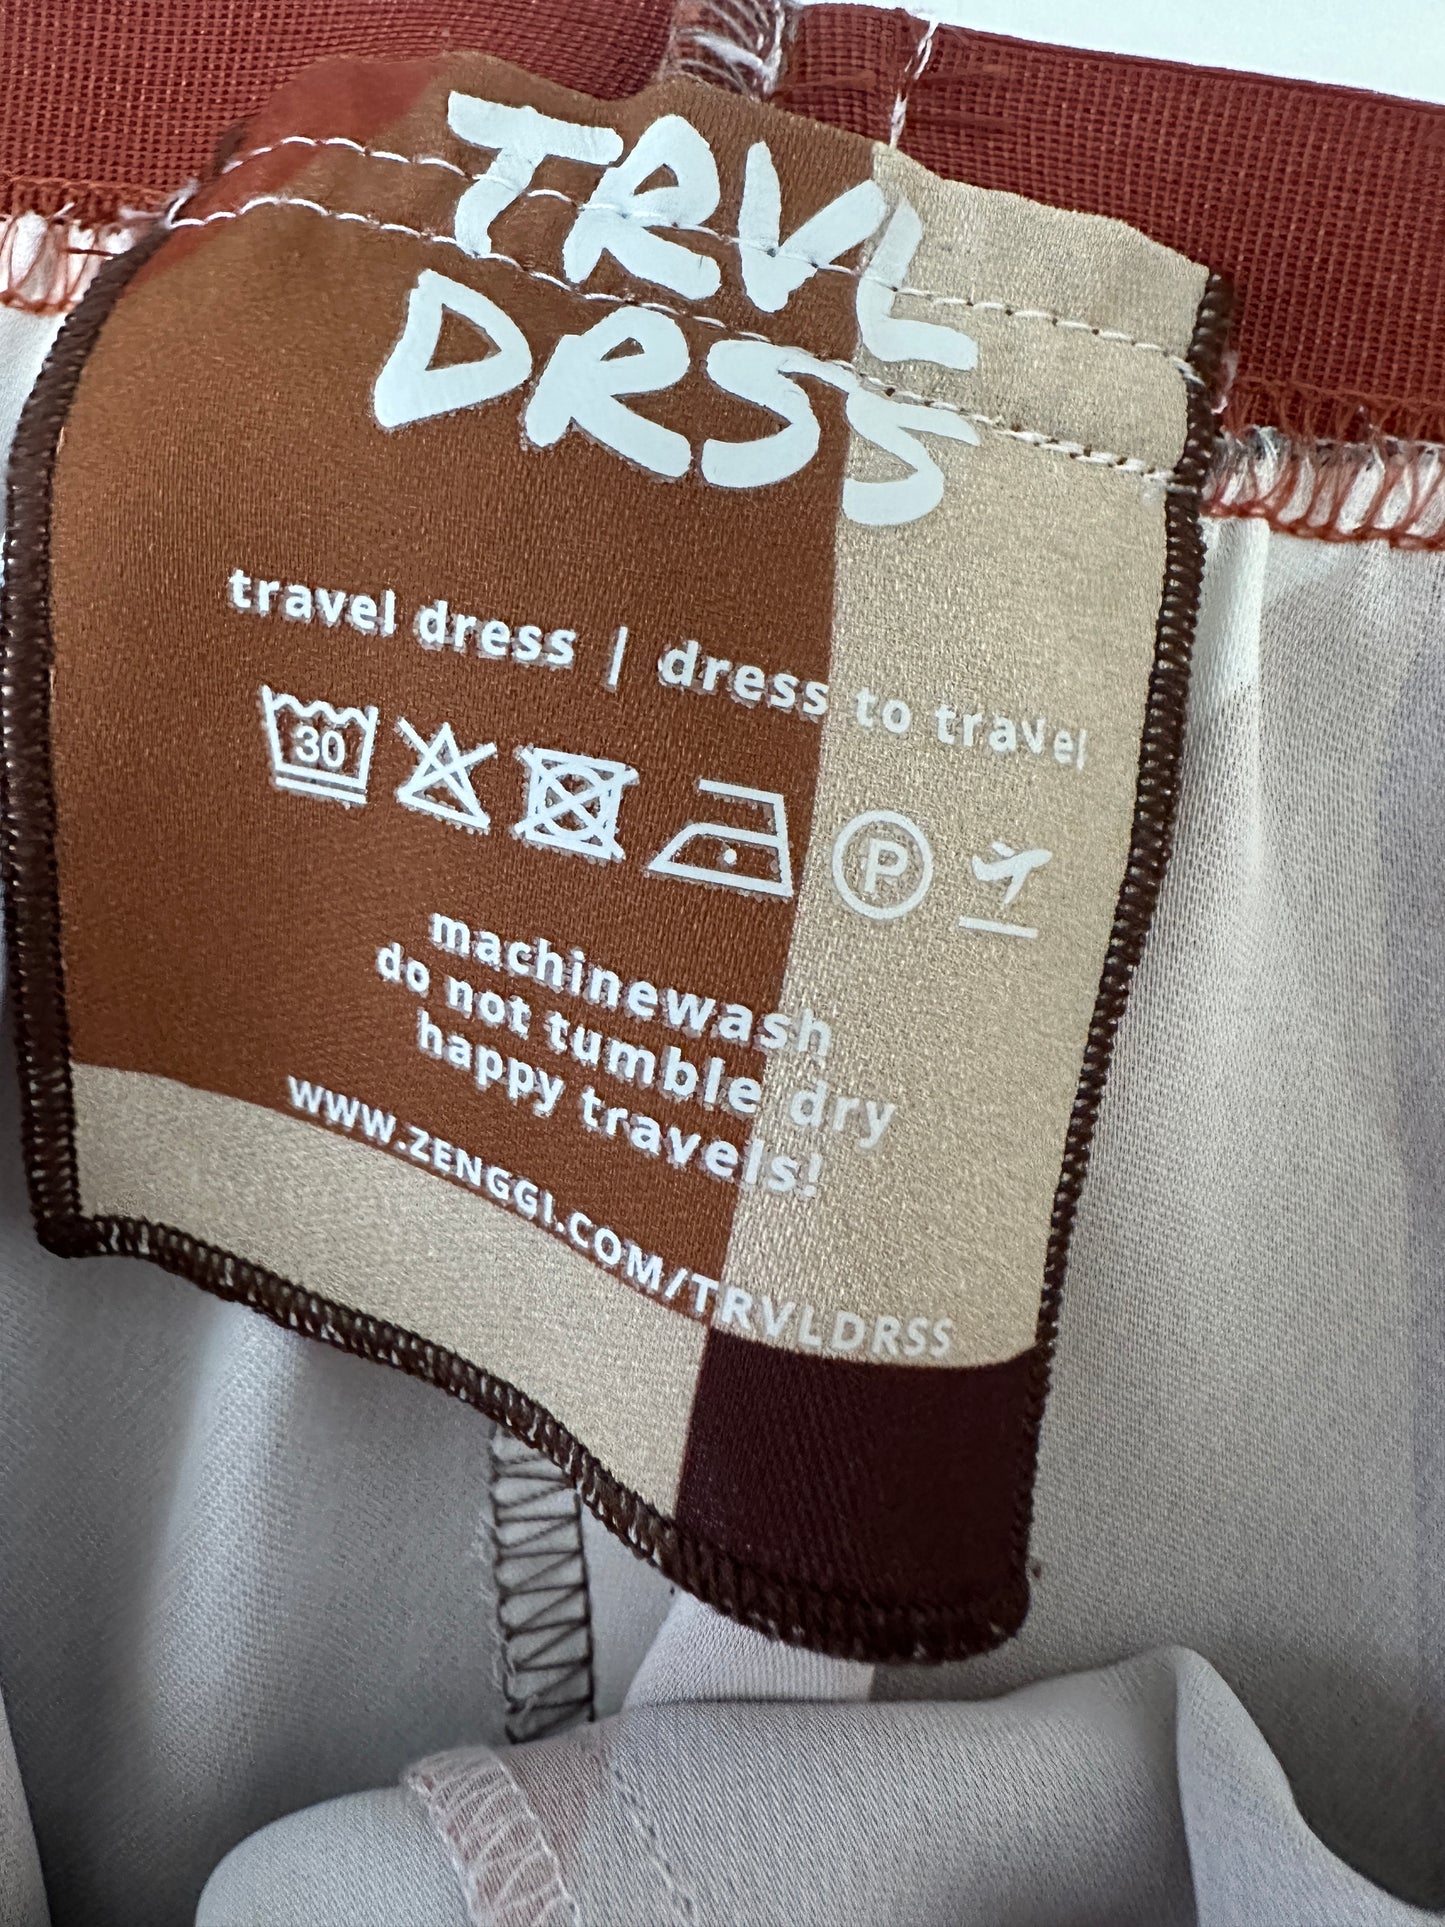 TRVL
DRSS
travel dress | dress to travel
30
P
machinewash
do not tumble dry
happy travels!
WWW.ZENGGI.COM/TRVLDRSS